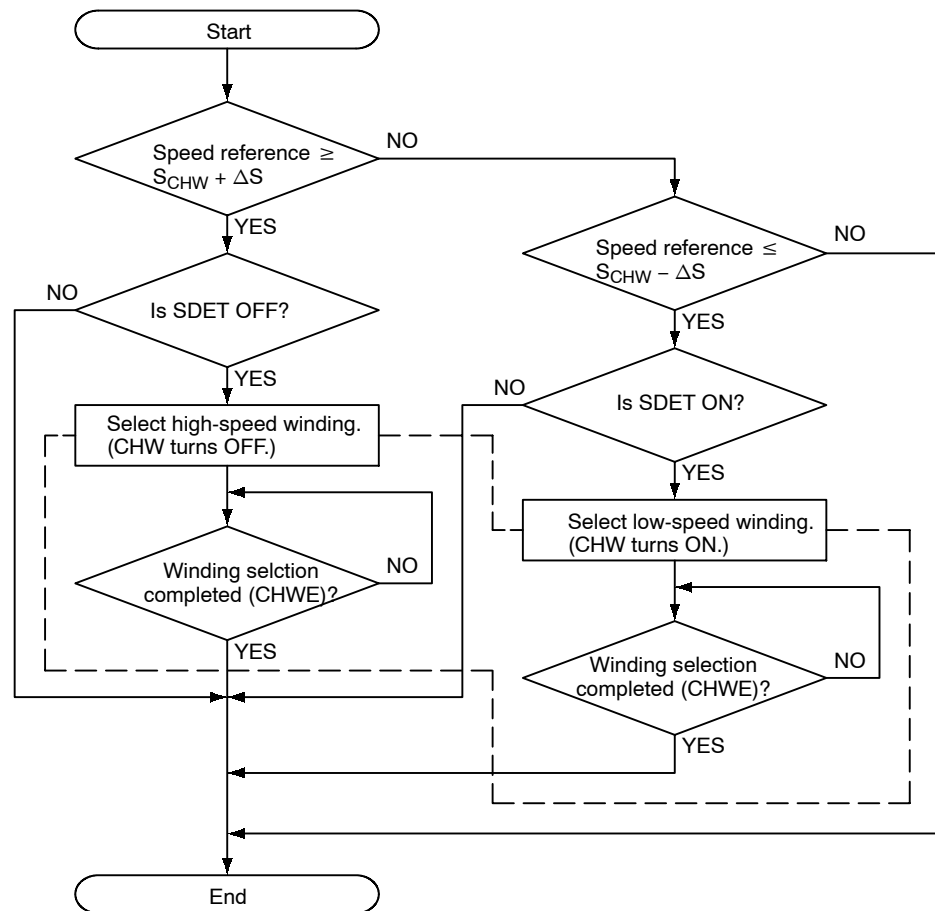 Start
Speed reference ≥
SCHW + ΔS
NO
YES
Speed reference ≤
SCHW − ΔS
NO
YES
Is SDET OFF?
NO
YES
Is SDET ON?
NO
YES
Select high-speed winding.
(CHW turns OFF.)
Select low-speed winding.
(CHW turns ON.)
Winding selction
completed (CHWE)?
NO
YES
Winding selection
completed (CHWE)?
NO
YES
End